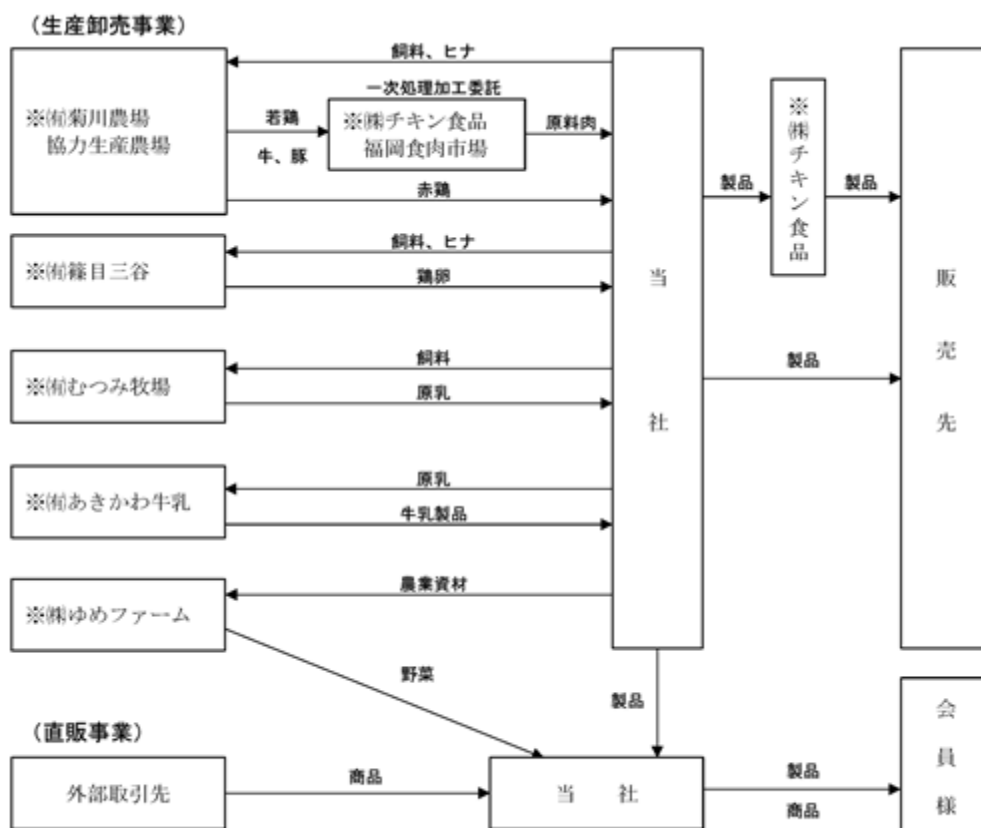 (生産卸売事業)
飼料、ヒナ
一次処理加工委託
※㈲菊川農場
協力生産農場
若鶏
牛、豚
※㈱チキン食品
福岡食肉市場
原料肉
赤鶏
製品
※㈱チキン食品
製品
※㈲篠目三谷
飼料、ヒナ
鶏卵
当社
販売先
※㈲むつみ牧場
飼料
原乳
製品
※㈲あきかわ牛乳
原乳
牛乳製品
※㈱ゆめファーム
農業資材
野菜
製品
(直販事業)
外部取引先
商品
当社
製品
商品
会員様